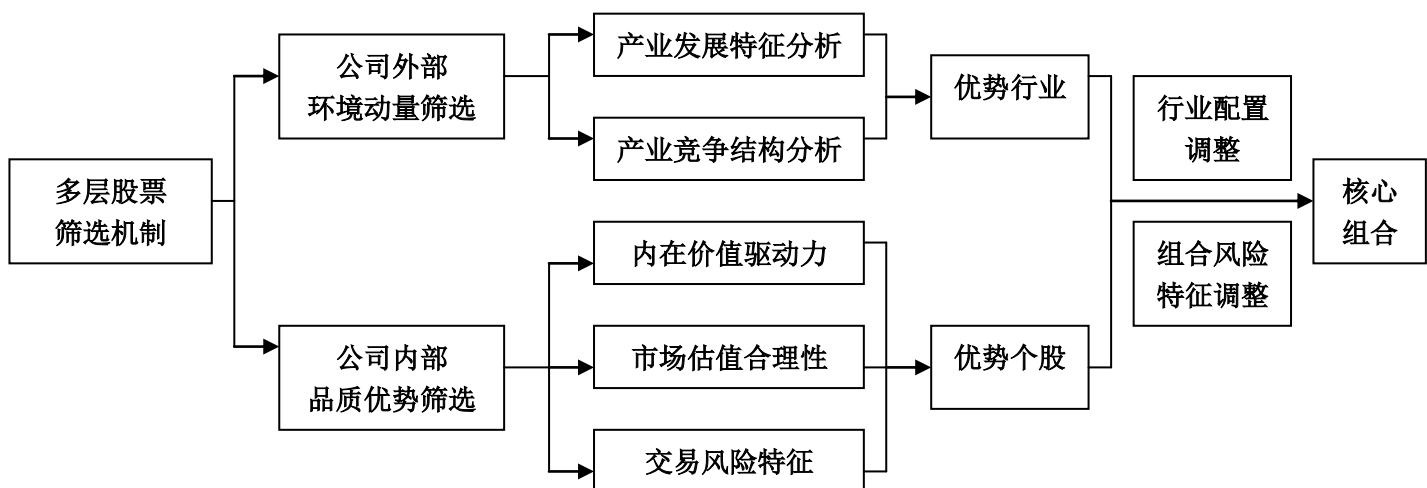 多层股票
筛选机制
公司外部
环境动量筛选
公司内部
品质优势筛选
产业发展特征分析
产业竞争结构分析
内在价值驱动力
市场估值合理性
交易风险特征
优势行业
优势个股
行业配置
调整
组合风险
特征调整
核心
组合